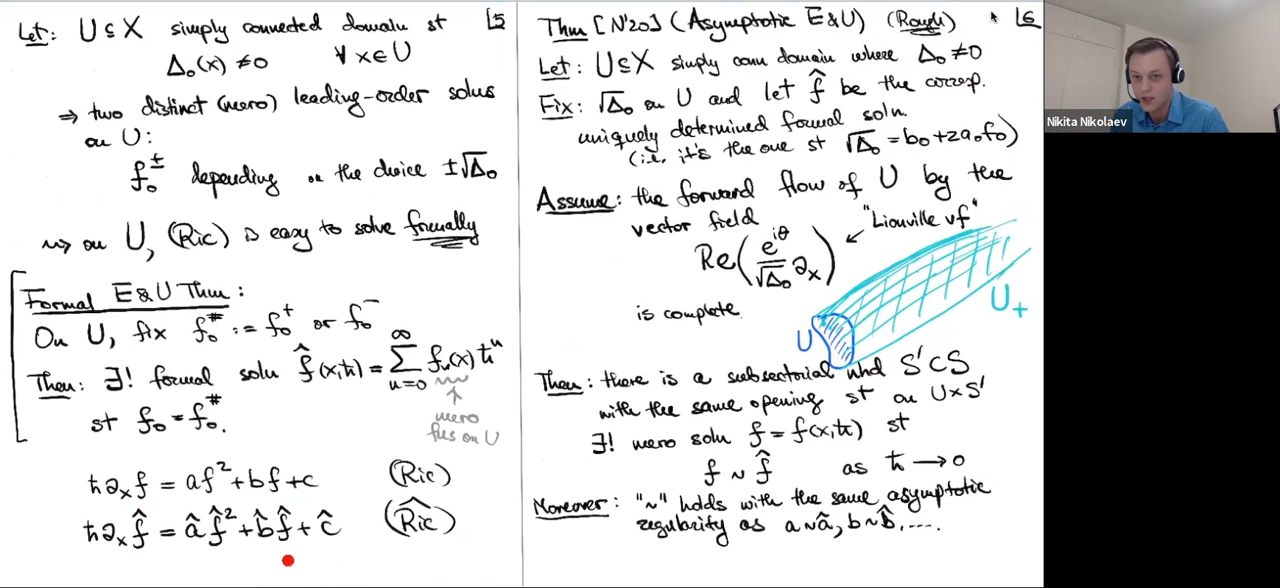 Let: U ⊆ X simply connected domain st
[5
Δ₀(x) ≠ 0 ∀ x ∈ U
⇒ two distinct (mero) leading-order solns
on U:
f₀^± depending on the choice ±√Δ₀
⇝ on U, (Ric) is easy to solve formally
Formal E&U Thm:
On U, fix f₀^# := f₀⁺ or f₀⁻
Then: ∃! formal soln f̂(x,ħ) = ∑_{n=0}^∞ fₙ(x) ħⁿ
st f₀ = f₀^#.
↑
mero
fns on U
ħ∂ₓf = af² + bf + c (Ric)
ħ∂ₓf̂ = âf̂² + b̂f̂ + ĉ (R̂ic)
Thm [N'20] (Asymptotic E&U) (Rough)
[6
Let: U ⊆ X simply conn domain where Δ₀ ≠ 0
Fix: √Δ₀ on U and let f̂ be the corresp.
uniquely determined formal soln.
(i.e. it's the one st √Δ₀ = b₀ + 2a₀f₀)
Assume: the forward flow of U by the
vector field
"Liouville vf"
Re( e^{iθ}/√Δ₀ ∂ₓ )
is complete.
U
U₊
Then: there is a subsectorial nhd S' ⊂ S
with the same opening st on U × S'
∃! mero soln f = f(x,ħ) st
f ~ f̂ as ħ → 0
Moreover: "~" holds with the same asymptotic
regularity as a ~ â, b ~ b̂, ....
Nikita Nikolaev